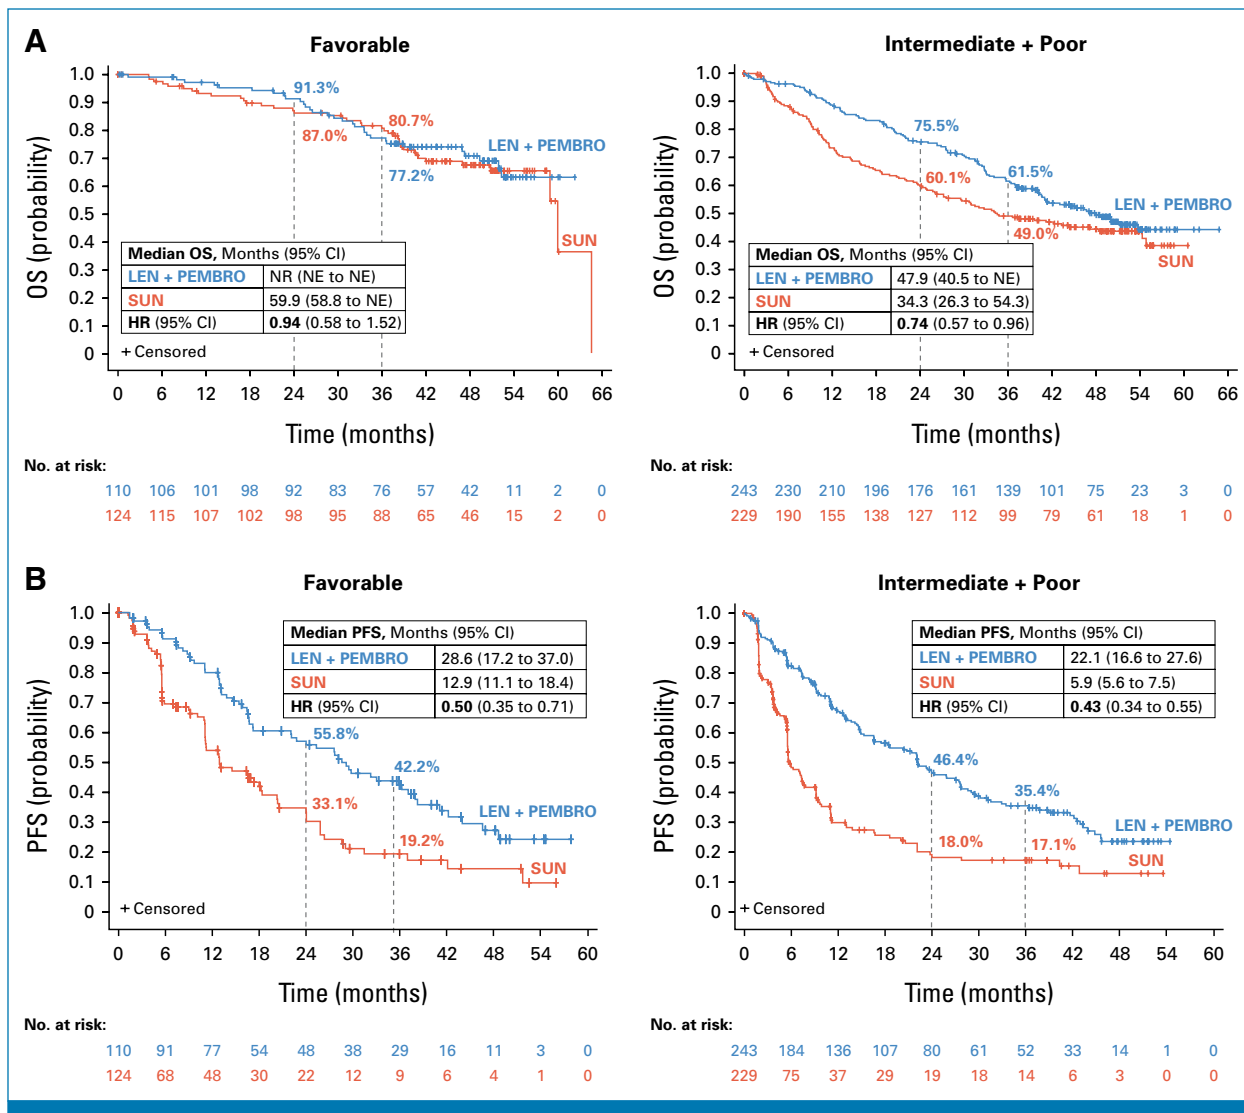 A
Favorable
OS (probability)
1.0
0.9
0.8
0.7
0.6
0.5
0.4
0.3
0.2
0.1
0
91.3%
87.0%
80.7%
77.2%
LEN + PEMBRO
SUN
Median OS, Months (95% CI)
LEN + PEMBRO NR (NE to NE)
SUN 59.9 (58.8 to NE)
HR (95% CI) 0.94 (0.58 to 1.52)
+ Censored
0 6 12 18 24 30 36 42 48 54 60 66
Time (months)
No. at risk:
110 106 101 98 92 83 76 57 42 11 2 0
124 115 107 102 98 95 88 65 46 15 2 0
Intermediate + Poor
OS (probability)
1.0
0.9
0.8
0.7
0.6
0.5
0.4
0.3
0.2
0.1
0
75.5%
60.1%
61.5%
49.0%
LEN + PEMBRO
SUN
Median OS, Months (95% CI)
LEN + PEMBRO 47.9 (40.5 to NE)
SUN 34.3 (26.3 to 54.3)
HR (95% CI) 0.74 (0.57 to 0.96)
+ Censored
0 6 12 18 24 30 36 42 48 54 60 66
Time (months)
No. at risk:
243 230 210 196 176 161 139 101 75 23 3 0
229 190 155 138 127 112 99 79 61 18 1 0
B
Favorable
PFS (probability)
1.0
0.9
0.8
0.7
0.6
0.5
0.4
0.3
0.2
0.1
0
Median PFS, Months (95% CI)
LEN + PEMBRO 28.6 (17.2 to 37.0)
SUN 12.9 (11.1 to 18.4)
HR (95% CI) 0.50 (0.35 to 0.71)
55.8%
42.2%
33.1%
19.2%
LEN + PEMBRO
SUN
+ Censored
0 6 12 18 24 30 36 42 48 54 60
Time (months)
No. at risk:
110 91 77 54 48 38 29 16 11 3 0
124 68 48 30 22 12 9 6 4 1 0
Intermediate + Poor
PFS (probability)
1.0
0.9
0.8
0.7
0.6
0.5
0.4
0.3
0.2
0.1
0
Median PFS, Months (95% CI)
LEN + PEMBRO 22.1 (16.6 to 27.6)
SUN 5.9 (5.6 to 7.5)
HR (95% CI) 0.43 (0.34 to 0.55)
46.4%
35.4%
18.0%
17.1%
LEN + PEMBRO
SUN
+ Censored
0 6 12 18 24 30 36 42 48 54 60
Time (months)
No. at risk:
243 184 136 107 80 61 52 33 14 1 0
229 75 37 29 19 18 14 6 3 0 0